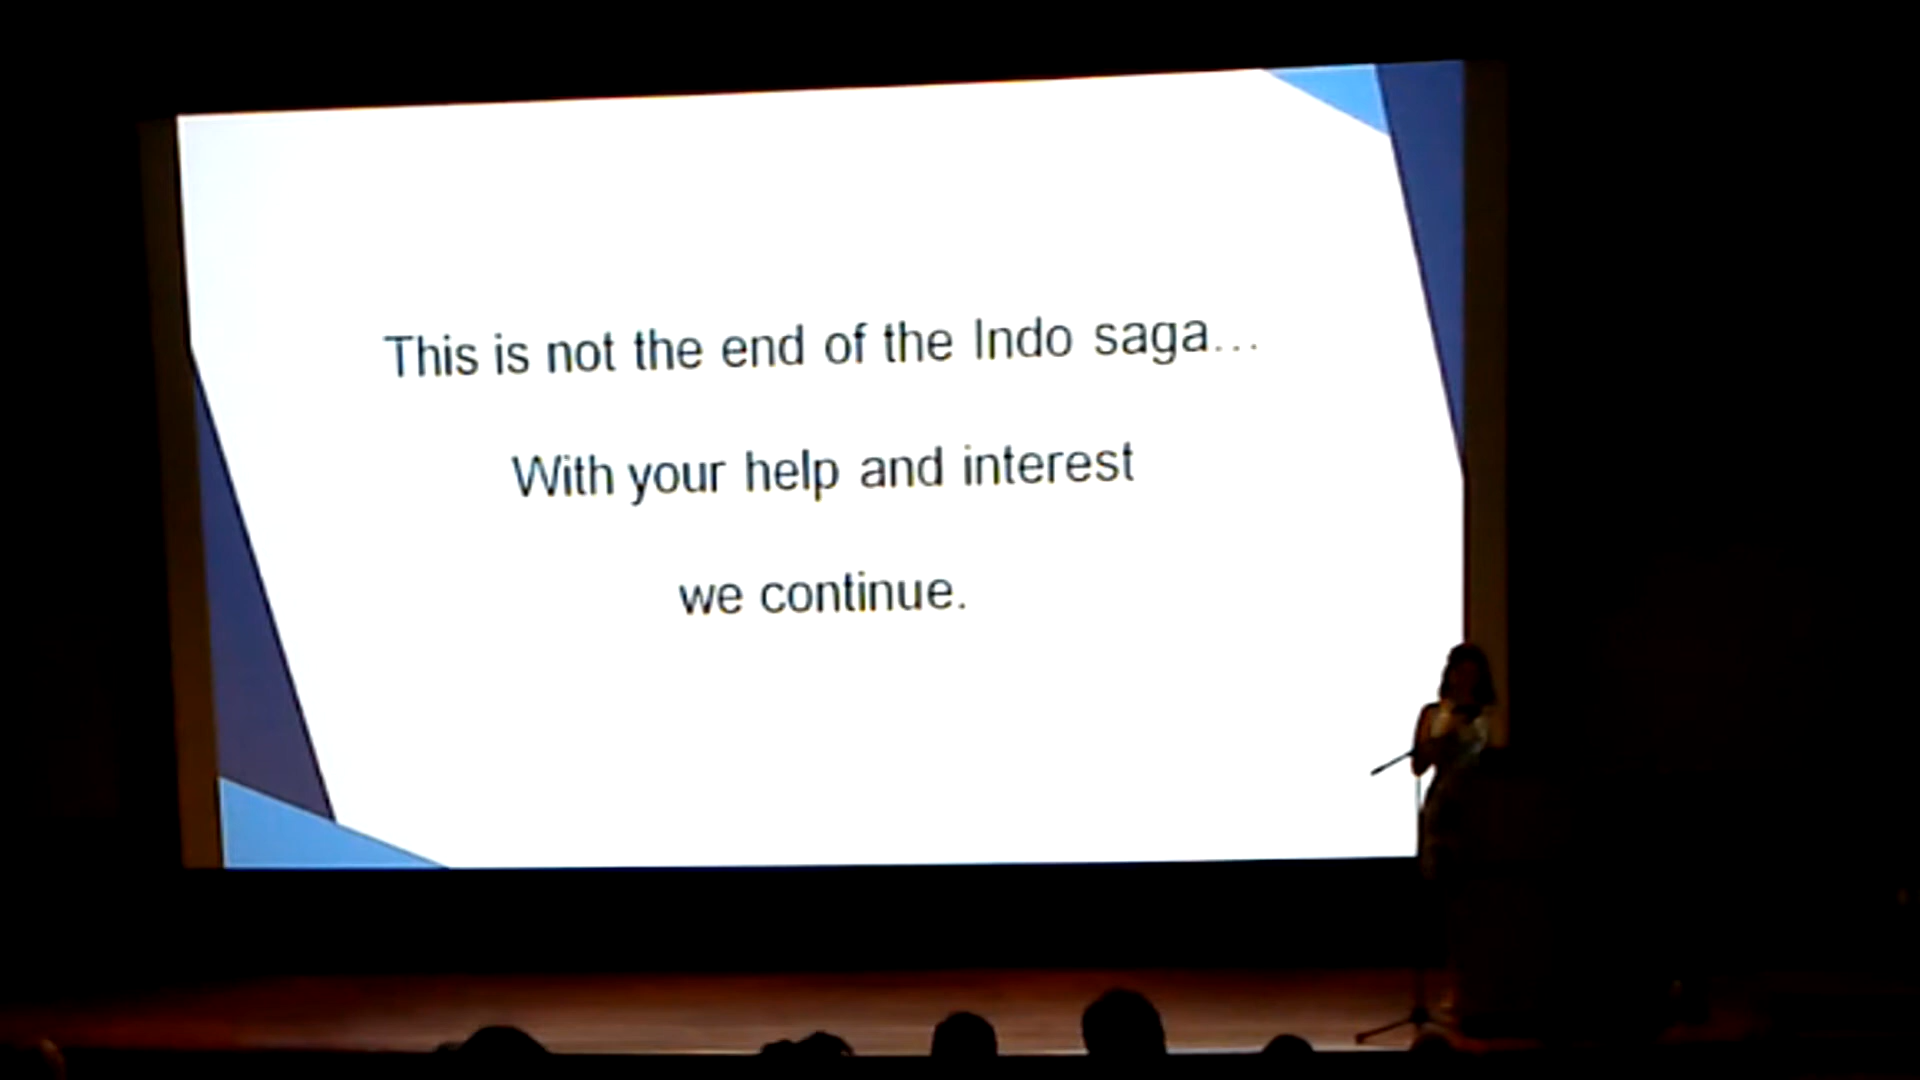 This is not the end of the Indo saga...
With your help and interest
we continue.